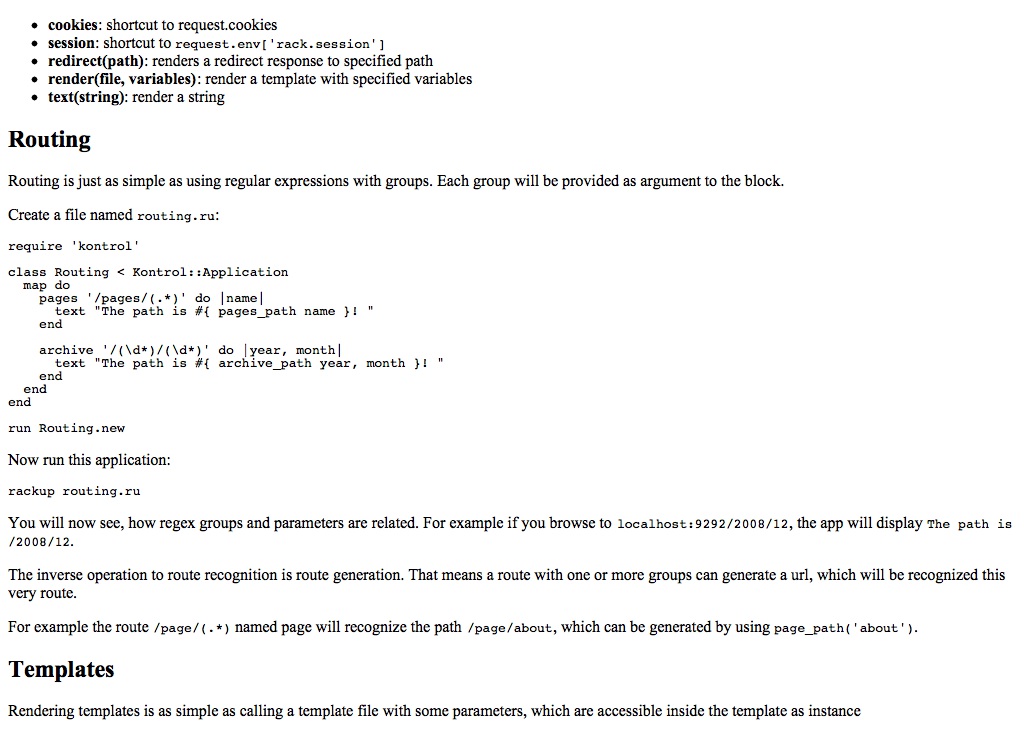 • cookies: shortcut to request.cookies
• session: shortcut to request.env['rack.session']
• redirect(path): renders a redirect response to specified path
• render(file, variables): render a template with specified variables
• text(string): render a string
Routing
Routing is just as simple as using regular expressions with groups. Each group will be provided as argument to the block.
Create a file named routing.ru:
require 'kontrol'
class Routing < Kontrol::Application
  map do
    pages '/pages/(.*)' do |name|
      text "The path is #{ pages_path name }! "
    end
    archive '/(\d*)/(\d*)' do |year, month|
      text "The path is #{ archive_path year, month }! "
    end
  end
end
run Routing.new
Now run this application:
rackup routing.ru
You will now see, how regex groups and parameters are related. For example if you browse to localhost:9292/2008/12, the app will display The path is
/2008/12.
The inverse operation to route recognition is route generation. That means a route with one or more groups can generate a url, which will be recognized this
very route.
For example the route /page/(.*) named page will recognize the path /page/about, which can be generated by using page_path('about').
Templates
Rendering templates is as simple as calling a template file with some parameters, which are accessible inside the template as instance